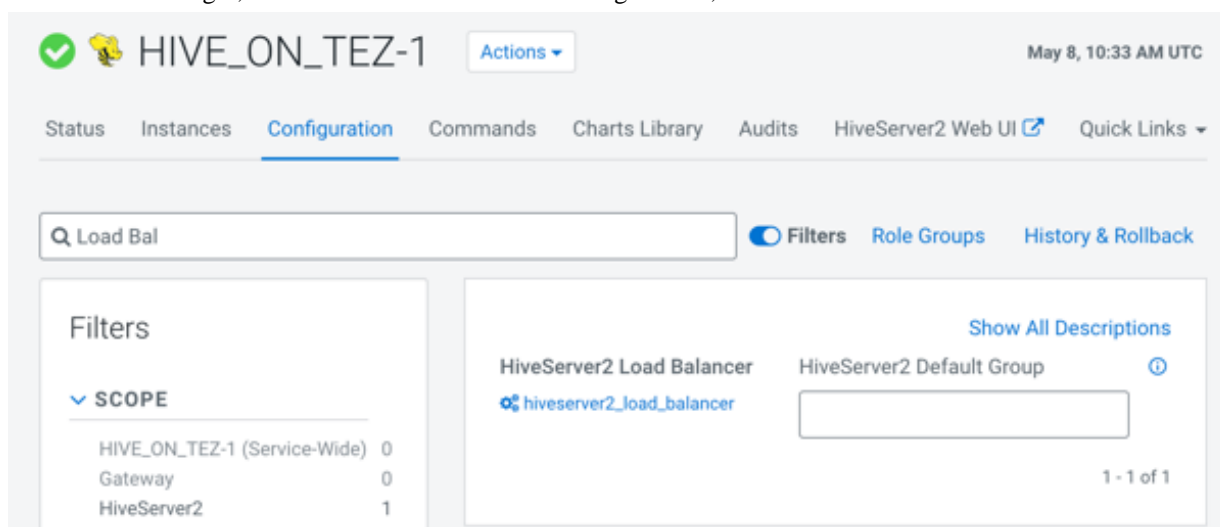 HIVE_ON_TEZ-1 Actions May 8, 10:33 AM UTC
Status Instances Configuration Commands Charts Library Audits HiveServer2 Web UI Quick Links
Load Bal Filters Role Groups History & Rollback
Filters
SCOPE
HIVE_ON_TEZ-1 (Service-Wide) 0
Gateway 0
HiveServer2 1
Show All Descriptions
HiveServer2 Load Balancer HiveServer2 Default Group
hiveserver2_load_balancer
1 - 1 of 1